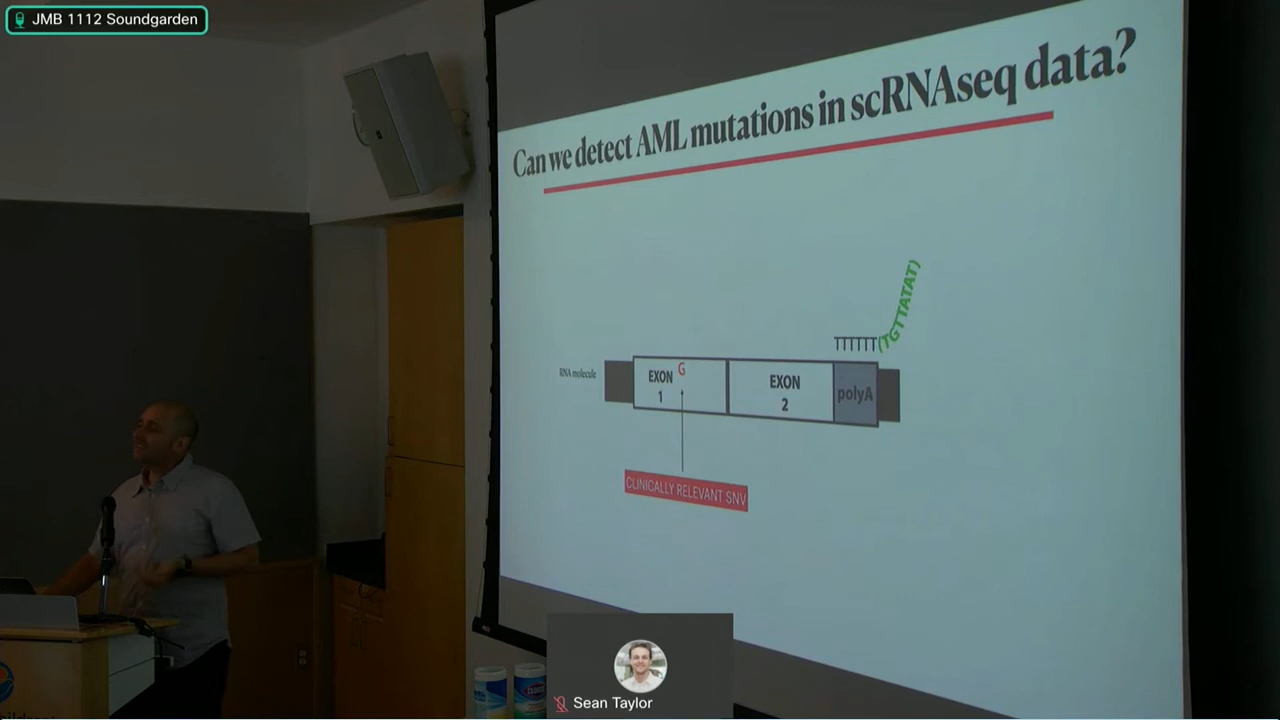 JMB 1112 Soundgarden
Can we detect AML mutations in scRNAseq data?
TTTTTT(TGTTATAT)
RNA molecule
EXON
1
G
EXON
2
polyA
CLINICALLY RELEVANT SNV
Sean Taylor